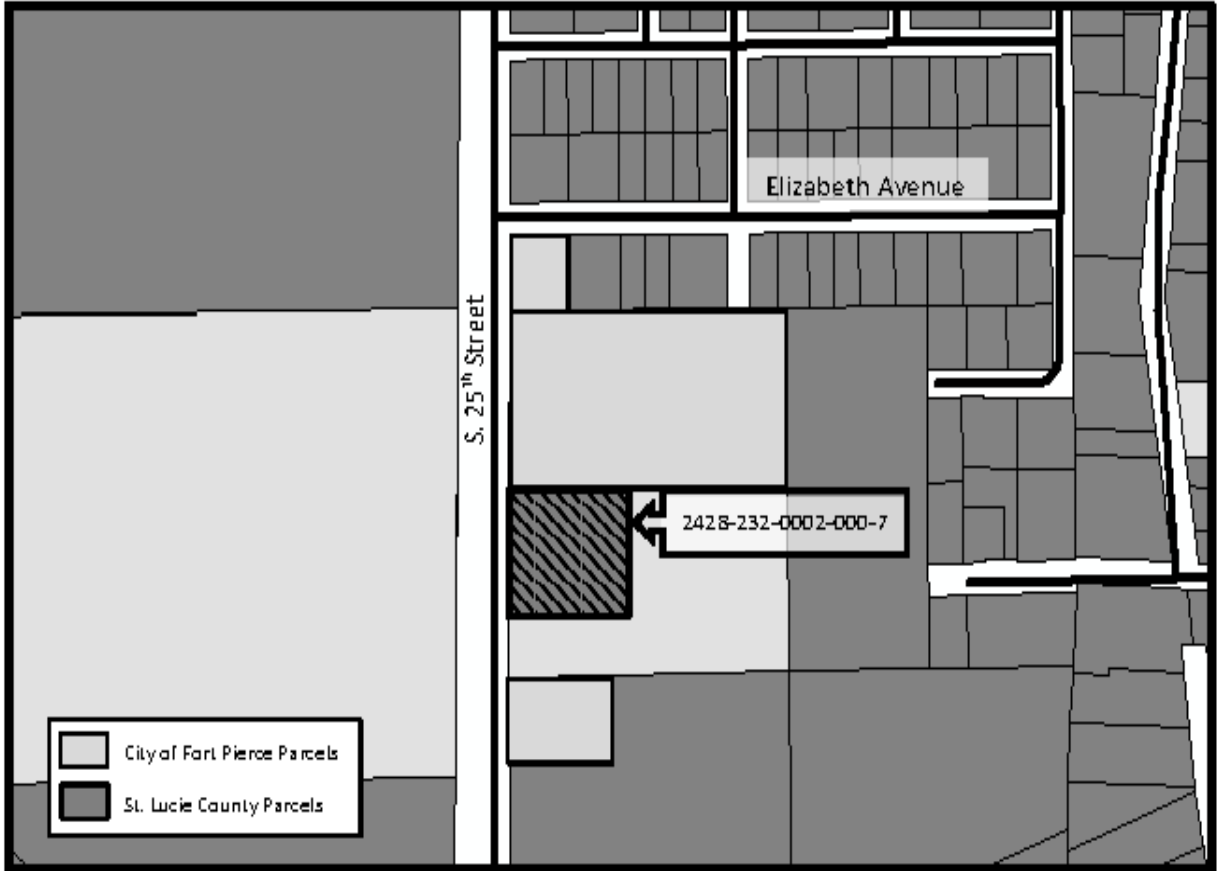 Elizabeth Avenue
S. 25th Street
2428-232-0002-000-7
City of Fort Pierce Parcels
St. Lucie County Parcels